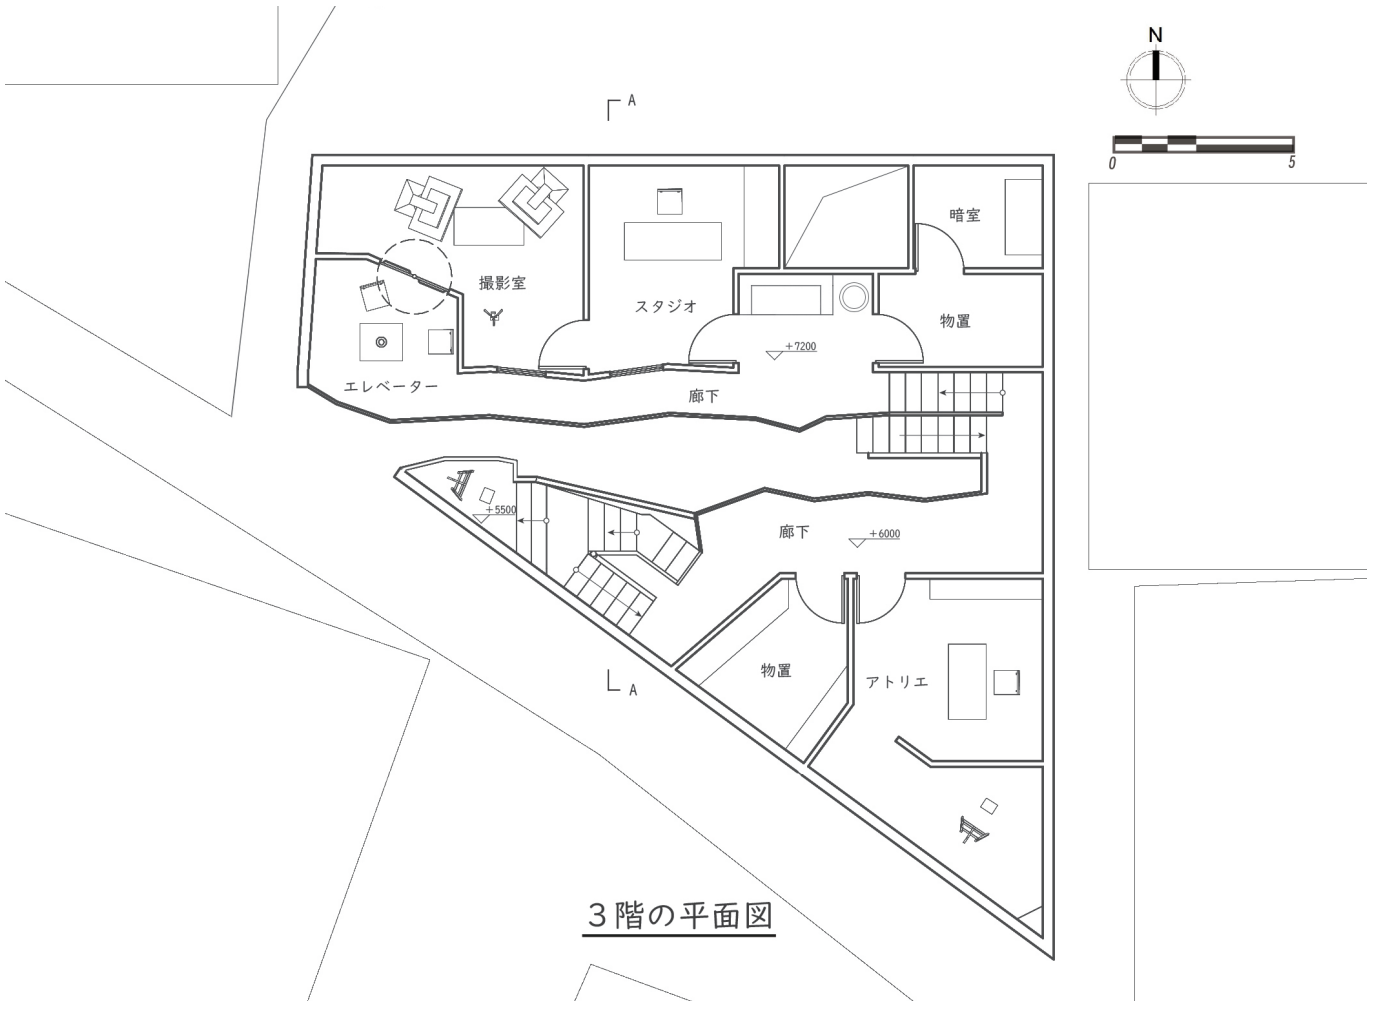 N
0 5
A
暗室
撮影室
スタジオ
物置
+7200
エレベーター
廊下
+5500
廊下
+6000
物置
アトリエ
A
3階の平面図